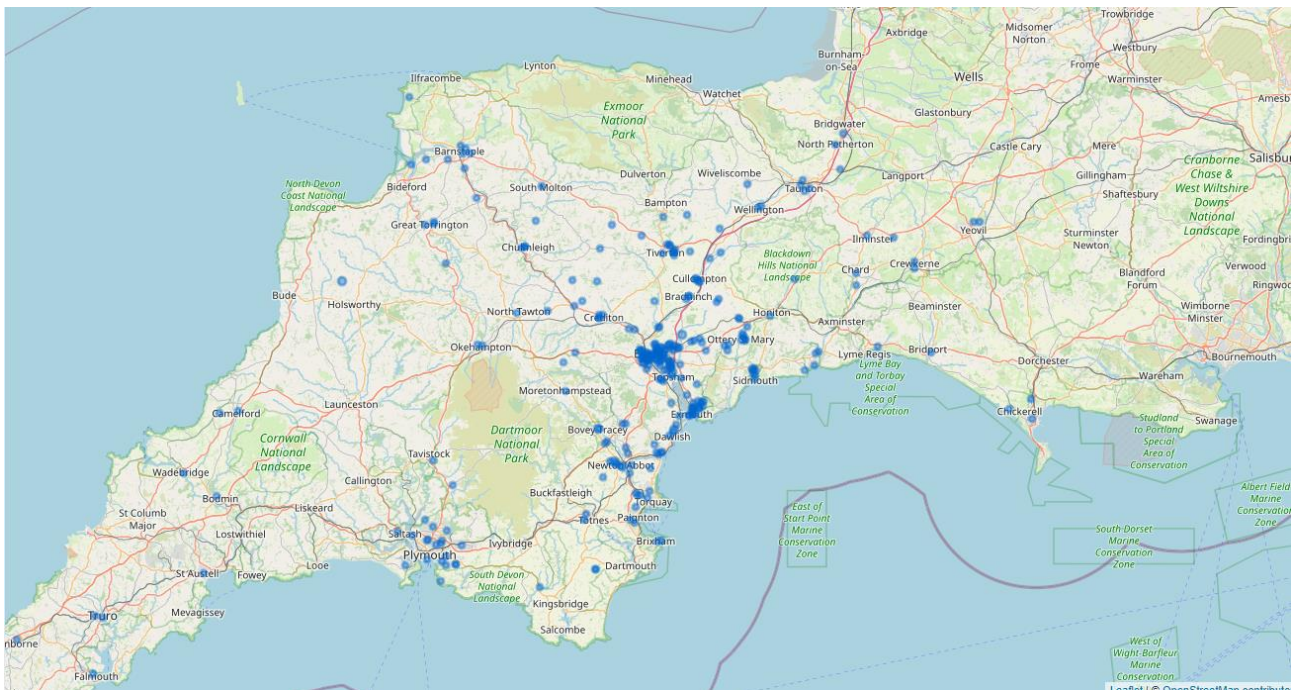 Trowbridge
Midsomer
Norton
Axbridge
Westbury
Burnham-
on-Sea
Frome
Lynton
Minehead
Wells
Warminster
Ilfracombe
Watchet
Amesb
Glastonbury
Exmoor
National
Park
Bridgwater
North Petherton
Castle Cary
Mere
Salisbury
Barnstaple
Cranborne
Chase &
West Wiltshire
Downs
National
Landscape
Dulverton
Wiveliscombe
Langport
Gillingham
North Devon
Coast National
Landscape
Bideford
South Molton
Taunton
Shaftesbury
Bampton
Wellington
Great Torrington
Ilminster
Yeovil
Sturminster
Newton
Fordingbri
Chulmleigh
Tiverton
Blackdown
Hills National
Landscape
Crewkerne
Verwood
Cullompton
Chard
Blandford
Forum
Ringwoo
Bude
Holsworthy
Bradninch
Beaminster
Wimborne
Minster
North Tawton
Crediton
Honiton
Axminster
Ottery St Mary
Okehampton
Lyme Regis
Bridport
Dorchester
Bournemouth
Topsham
Lyme Bay
and Torbay
Special
Area of
Conservation
Wareham
Sidmouth
Moretonhampstead
Launceston
Camelford
Exmouth
Chickerell
Swanage
Bovey Tracey
Dawlish
Studland
to Portland
Special
Area of
Conservation
Cornwall
National
Landscape
Dartmoor
National
Park
Tavistock
Wadebridge
Newton Abbot
Callington
Buckfastleigh
Bodmin
Torquay
St Columb
Major
Liskeard
Totnes
Paignton
East of
Start Point
Marine
Conservation
Zone
Albert Field
Marine
Conservation
Zone
Lostwithiel
Saltash
Ivybridge
Brixham
South Dorset
Marine
Conservation
Zone
Plymouth
St Austell
Fowey
Looe
Dartmouth
South Devon
National
Landscape
Kingsbridge
Truro
Mevagissey
nborne
Salcombe
West of
Wight-Barfleur
Marine
Conservation
Zone
Falmouth
Leaflet | © OpenStreetMap contribute